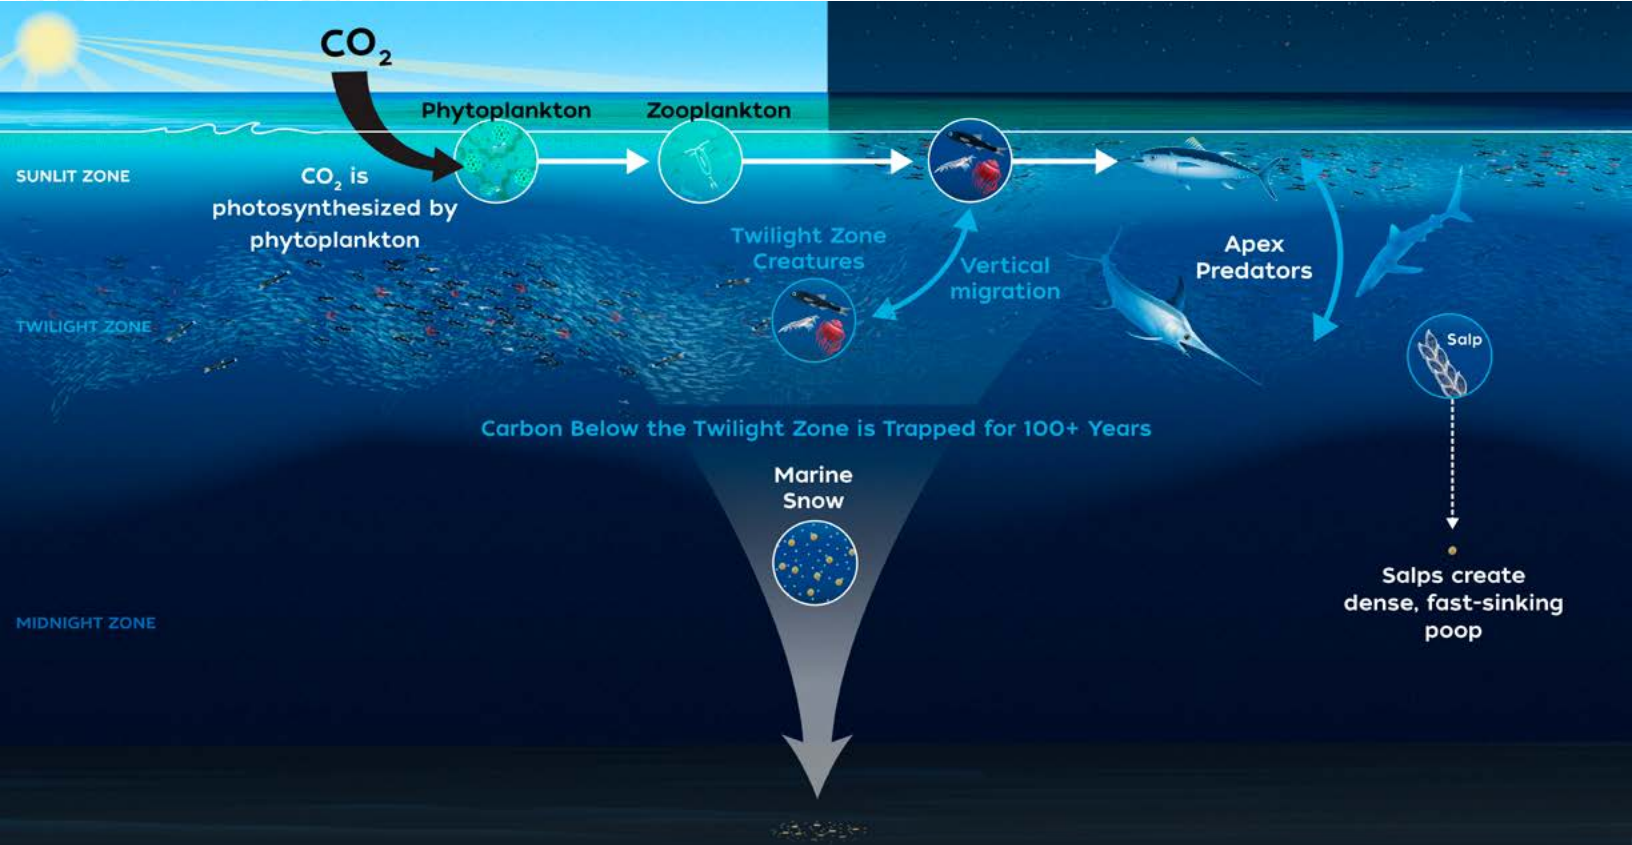 CO₂
Phytoplankton
Zooplankton
SUNLIT ZONE
CO₂ is
photosynthesized by
phytoplankton
Twilight Zone
Creatures
Vertical
migration
Apex
Predators
TWILIGHT ZONE
Salp
Carbon Below the Twilight Zone is Trapped for 100+ Years
Marine
Snow
Salps create
dense, fast-sinking
poop
MIDNIGHT ZONE